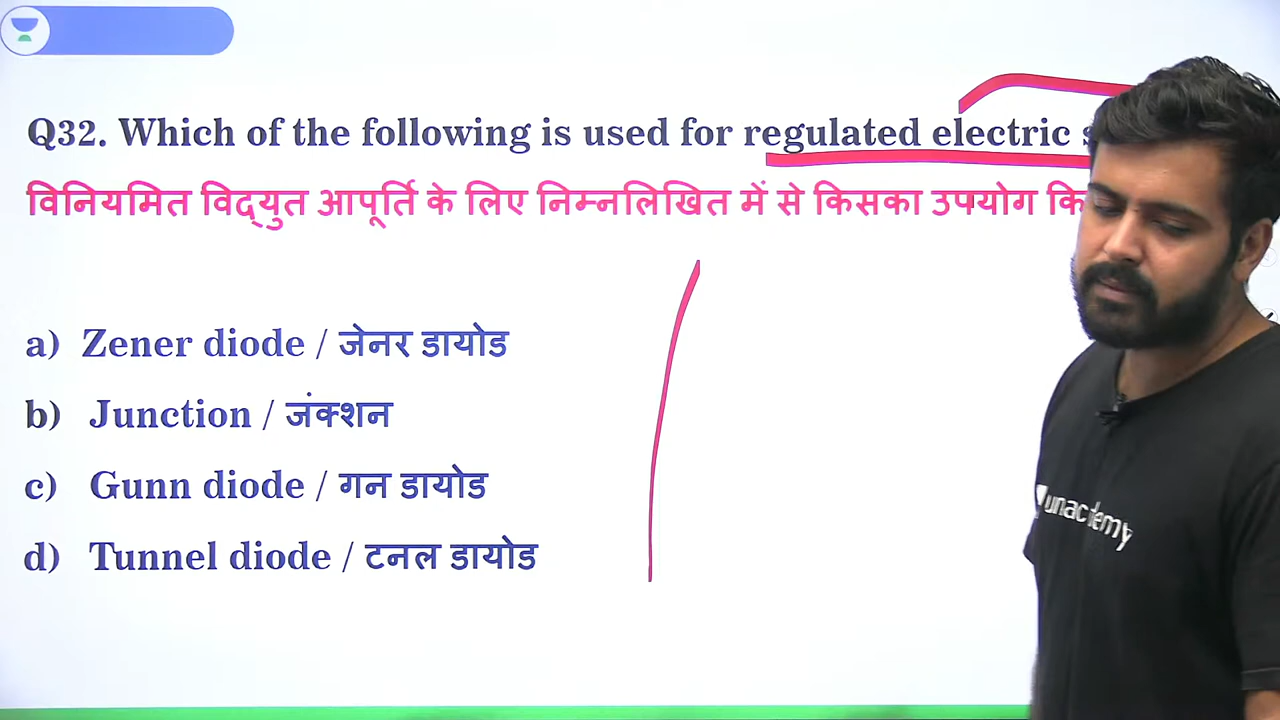 Q32. Which of the following is used for regulated electric
विनियमित विद्युत आपूर्ति के लिए निम्नलिखित में से किसका उपयोग
a) Zener diode / जेनर डायोड
b) Junction / जंक्शन
c) Gunn diode / गन डायोड
d) Tunnel diode / टनल डायोड
unacademy